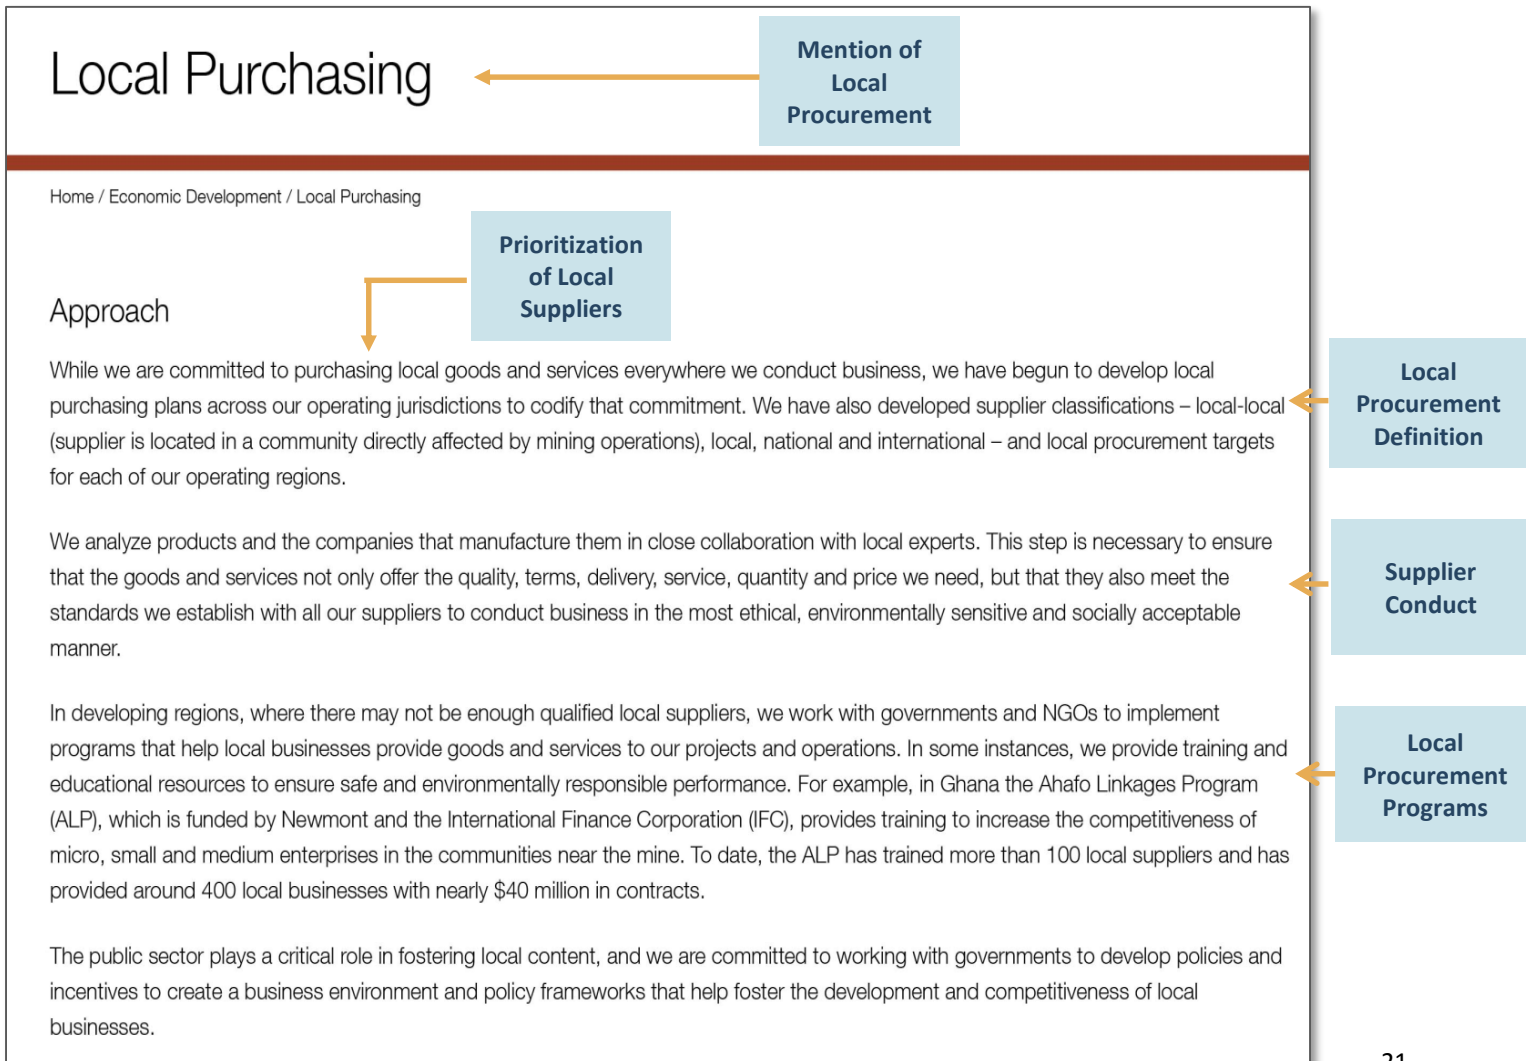 Local Purchasing
Mention of
Local
Procurement
Home / Economic Development / Local Purchasing
Prioritization
of Local
Suppliers
Approach
While we are committed to purchasing local goods and services everywhere we conduct business, we have begun to develop local
purchasing plans across our operating jurisdictions to codify that commitment. We have also developed supplier classifications – local-local
(supplier is located in a community directly affected by mining operations), local, national and international – and local procurement targets
for each of our operating regions.
Local
Procurement
Definition
We analyze products and the companies that manufacture them in close collaboration with local experts. This step is necessary to ensure
that the goods and services not only offer the quality, terms, delivery, service, quantity and price we need, but that they also meet the
standards we establish with all our suppliers to conduct business in the most ethical, environmentally sensitive and socially acceptable
manner.
Supplier
Conduct
In developing regions, where there may not be enough qualified local suppliers, we work with governments and NGOs to implement
programs that help local businesses provide goods and services to our projects and operations. In some instances, we provide training and
educational resources to ensure safe and environmentally responsible performance. For example, in Ghana the Ahafo Linkages Program
(ALP), which is funded by Newmont and the International Finance Corporation (IFC), provides training to increase the competitiveness of
micro, small and medium enterprises in the communities near the mine. To date, the ALP has trained more than 100 local suppliers and has
provided around 400 local businesses with nearly $40 million in contracts.
Local
Procurement
Programs
The public sector plays a critical role in fostering local content, and we are committed to working with governments to develop policies and
incentives to create a business environment and policy frameworks that help foster the development and competitiveness of local
businesses.